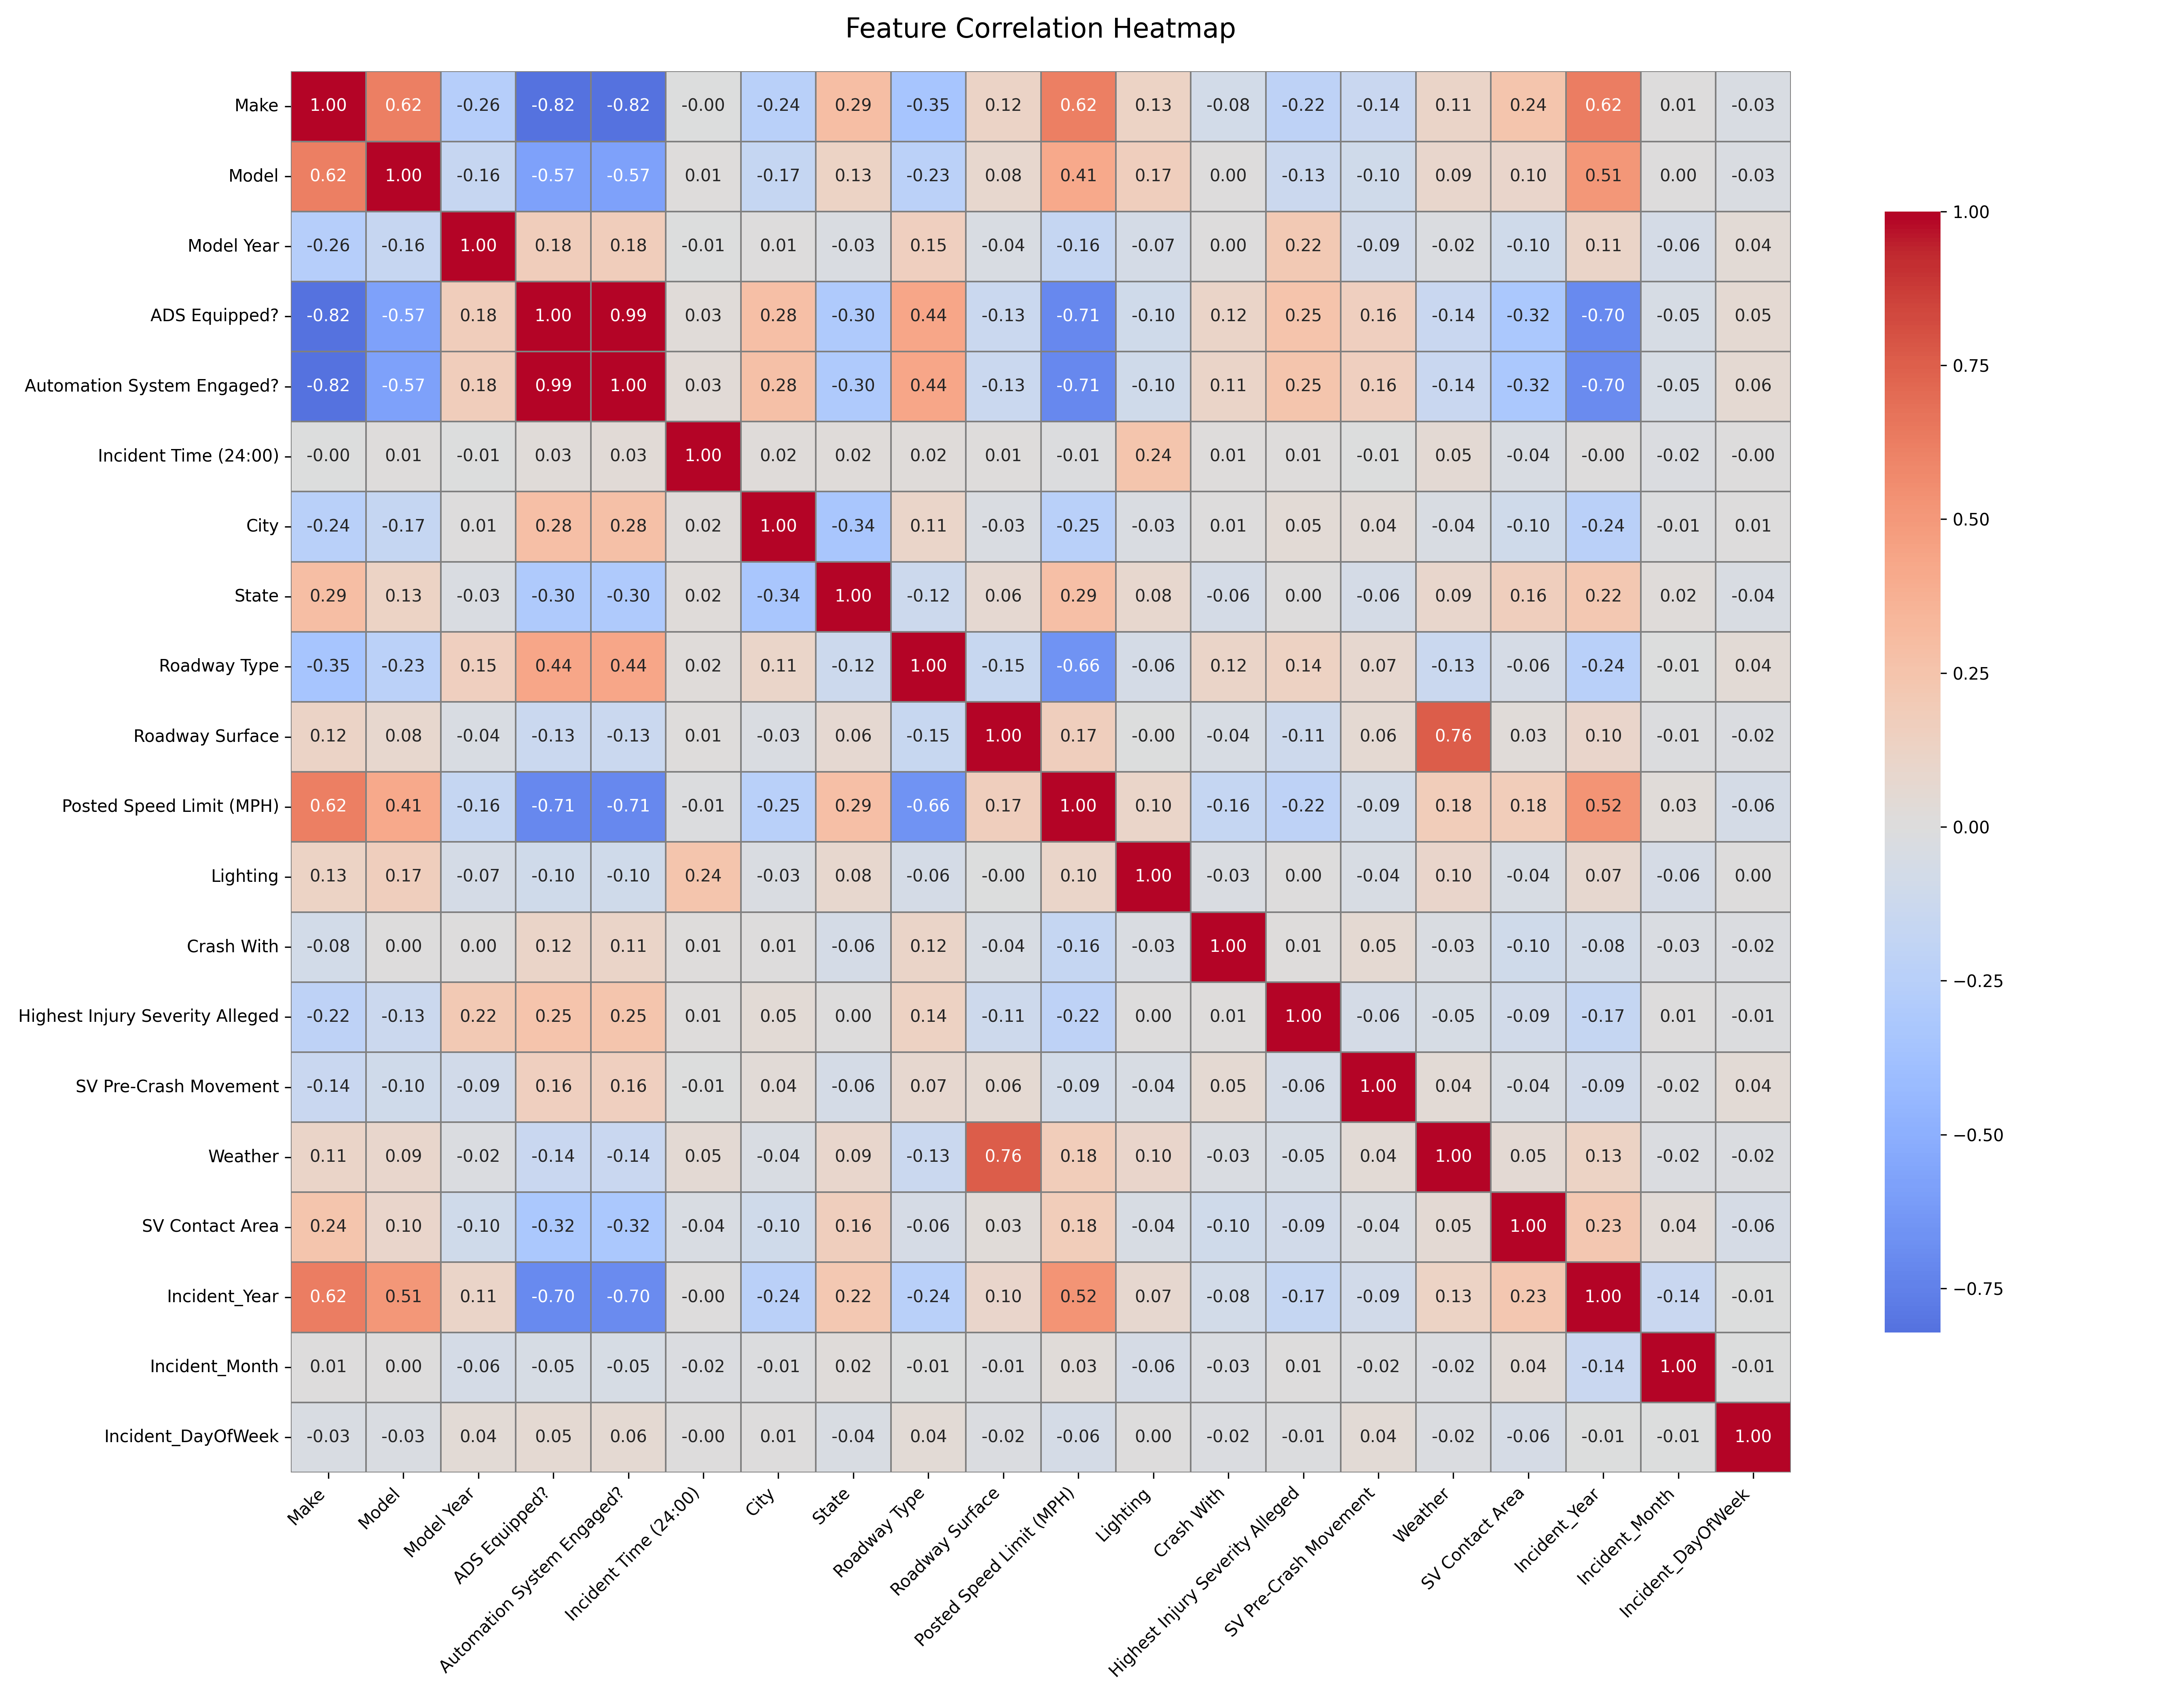 Feature Correlation Heatmap
Make 1.00 0.62 -0.26 -0.82 -0.82 -0.00 -0.24 0.29 -0.35 0.12 0.62 0.13 -0.08 -0.22 -0.14 0.11 0.24 0.62 0.01 -0.03
Model 0.62 1.00 -0.16 -0.57 -0.57 0.01 -0.17 0.13 -0.23 0.08 0.41 0.17 0.00 -0.13 -0.10 0.09 0.10 0.51 0.00 -0.03
Model Year -0.26 -0.16 1.00 0.18 0.18 -0.01 0.01 -0.03 0.15 -0.04 -0.16 -0.07 0.00 0.22 -0.09 -0.02 -0.10 0.11 -0.06 0.04
ADS Equipped? -0.82 -0.57 0.18 1.00 0.99 0.03 0.28 -0.30 0.44 -0.13 -0.71 -0.10 0.12 0.25 0.16 -0.14 -0.32 -0.70 -0.05 0.05
Automation System Engaged? -0.82 -0.57 0.18 0.99 1.00 0.03 0.28 -0.30 0.44 -0.13 -0.71 -0.10 0.11 0.25 0.16 -0.14 -0.32 -0.70 -0.05 0.06
Incident Time (24:00) -0.00 0.01 -0.01 0.03 0.03 1.00 0.02 0.02 0.02 0.01 -0.01 0.24 0.01 0.01 -0.01 0.05 -0.04 -0.00 -0.02 -0.00
City -0.24 -0.17 0.01 0.28 0.28 0.02 1.00 -0.34 0.11 -0.03 -0.25 -0.03 0.01 0.05 0.04 -0.04 -0.10 -0.24 -0.01 0.01
State 0.29 0.13 -0.03 -0.30 -0.30 0.02 -0.34 1.00 -0.12 0.06 0.29 0.08 -0.06 0.00 -0.06 0.09 0.16 0.22 0.02 -0.04
Roadway Type -0.35 -0.23 0.15 0.44 0.44 0.02 0.11 -0.12 1.00 -0.15 -0.66 -0.06 0.12 0.14 0.07 -0.13 -0.06 -0.24 -0.01 0.04
Roadway Surface 0.12 0.08 -0.04 -0.13 -0.13 0.01 -0.03 0.06 -0.15 1.00 0.17 -0.00 -0.04 -0.11 0.06 0.76 0.03 0.10 -0.01 -0.02
Posted Speed Limit (MPH) 0.62 0.41 -0.16 -0.71 -0.71 -0.01 -0.25 0.29 -0.66 0.17 1.00 0.10 -0.16 -0.22 -0.09 0.18 0.18 0.52 0.03 -0.06
Lighting 0.13 0.17 -0.07 -0.10 -0.10 0.24 -0.03 0.08 -0.06 -0.00 0.10 1.00 -0.03 0.00 -0.04 0.10 -0.04 0.07 -0.06 0.00
Crash With -0.08 0.00 0.00 0.12 0.11 0.01 0.01 -0.06 0.12 -0.04 -0.16 -0.03 1.00 0.01 0.05 -0.03 -0.10 -0.08 -0.03 -0.02
Highest Injury Severity Alleged -0.22 -0.13 0.22 0.25 0.25 0.01 0.05 0.00 0.14 -0.11 -0.22 0.00 0.01 1.00 -0.06 -0.05 -0.09 -0.17 0.01 -0.01
SV Pre-Crash Movement -0.14 -0.10 -0.09 0.16 0.16 -0.01 0.04 -0.06 0.07 0.06 -0.09 -0.04 0.05 -0.06 1.00 0.04 -0.04 -0.09 -0.02 0.04
Weather 0.11 0.09 -0.02 -0.14 -0.14 0.05 -0.04 0.09 -0.13 0.76 0.18 0.10 -0.03 -0.05 0.04 1.00 0.05 0.13 -0.02 -0.02
SV Contact Area 0.24 0.10 -0.10 -0.32 -0.32 -0.04 -0.10 0.16 -0.06 0.03 0.18 -0.04 -0.10 -0.09 -0.04 0.05 1.00 0.23 0.04 -0.06
Incident_Year 0.62 0.51 0.11 -0.70 -0.70 -0.00 -0.24 0.22 -0.24 0.10 0.52 0.07 -0.08 -0.17 -0.09 0.13 0.23 1.00 -0.14 -0.01
Incident_Month 0.01 0.00 -0.06 -0.05 -0.05 -0.02 -0.01 0.02 -0.01 -0.01 0.03 -0.06 -0.03 0.01 -0.02 -0.02 0.04 -0.14 1.00 -0.01
Incident_DayOfWeek -0.03 -0.03 0.04 0.05 0.06 -0.00 0.01 -0.04 0.04 -0.02 -0.06 0.00 -0.02 -0.01 0.04 -0.02 -0.06 -0.01 -0.01 1.00
Make
Model
Model Year
ADS Equipped?
Automation System Engaged?
Incident Time (24:00)
City
State
Roadway Type
Roadway Surface
Posted Speed Limit (MPH)
Lighting
Crash With
Highest Injury Severity Alleged
SV Pre-Crash Movement
Weather
SV Contact Area
Incident_Year
Incident_Month
Incident_DayOfWeek
1.00
0.75
0.50
0.25
0.00
−0.25
−0.50
−0.75